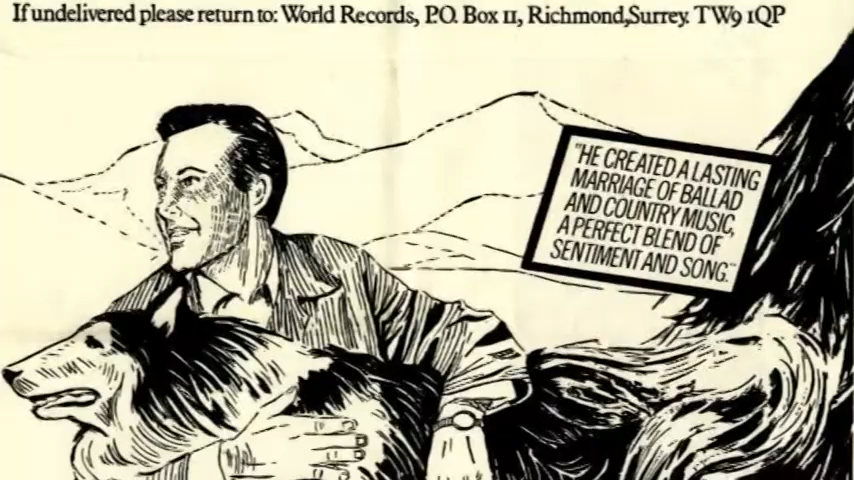 If undelivered please return to: World Records, P.O. Box 11, Richmond,Surrey. TW9 1QP
"HE CREATED A LASTING
MARRIAGE OF BALLAD
AND COUNTRY MUSIC,
A PERFECT BLEND OF
SENTIMENT AND SONG."